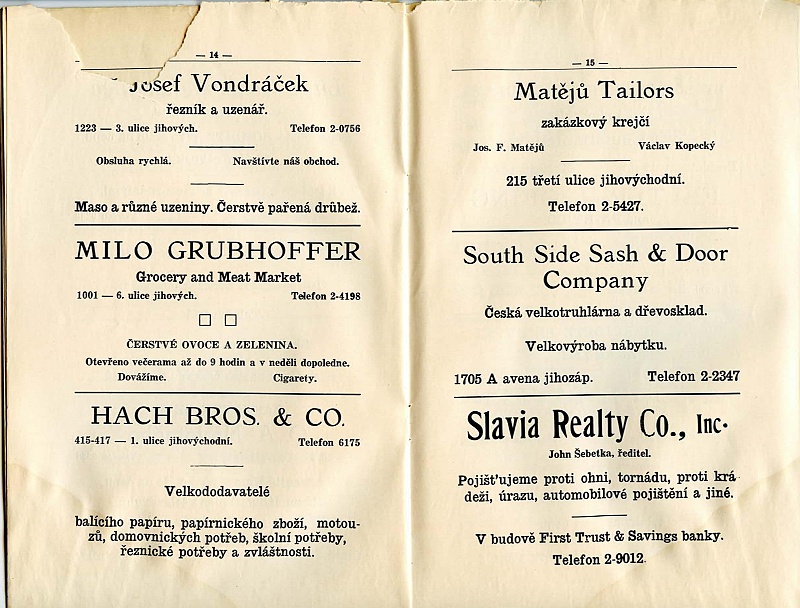 — 14 —
Josef Vondráček
řezník a uzenář.
1223 — 3. ulice jihových. Telefon 2-0756
Obsluha rychlá. Navštívte náš obchod.
Maso a různé uzeniny. Čerstvě pařená drůbež.
MILO GRUBHOFFER
Grocery and Meat Market
1001 — 6. ulice jihových. Telefon 2-4198
ČERSTVÉ OVOCE A ZELENINA.
Otevřeno večerama až do 9 hodin a v neděli dopoledne.
Dovážíme. Cigarety.
HACH BROS. & CO.
415-417 — 1. ulice jihovýchodní. Telefon 6175
Velkododavatelé
balícího papíru, papírnického zboží, motou-
zů, domovnických potřeb, školní potřeby,
řeznické potřeby a zvláštnosti.
— 15 —
Matějů Tailors
zakázkový krejčí
Jos. F. Matějů Václav Kopecký
215 třetí ulice jihovýchodní.
Telefon 2-5427.
South Side Sash & Door
Company
Česká velkotruhlárna a dřevosklad.
Velkovýroba nábytku.
1705 A avena jihozáp. Telefon 2-2347
Slavia Realty Co., Inc.
John Šebetka, ředitel.
Pojišťujeme proti ohni, tornádu, proti krá-
deži, úrazu, automobilové pojištění a jiné.
V budově First Trust & Savings banky.
Telefon 2-9012.